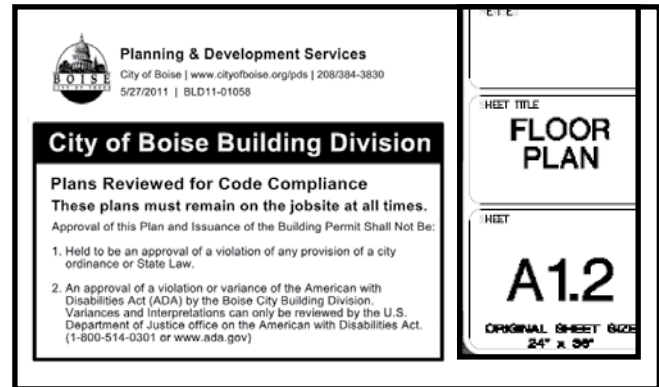 BOISE
CITY OF TREES
Planning & Development Services
City of Boise | www.cityofboise.org/pds | 208/384-3830
5/27/2011 | BLD11-01058
City of Boise Building Division
Plans Reviewed for Code Compliance
These plans must remain on the jobsite at all times.
Approval of this Plan and Issuance of the Building Permit Shall Not Be:
1. Held to be an approval of a violation of any provision of a city
ordinance or State Law.
2. An approval of a violation or variance of the American with
Disabilities Act (ADA) by the Boise City Building Division.
Variances and Interpretations can only be reviewed by the U.S.
Department of Justice office on the American with Disabilities Act.
(1-800-514-0301 or www.ada.gov)
SHEET TITLE
FLOOR
PLAN
SHEET
A1.2
ORIGINAL SHEET SIZE
24" x 36"